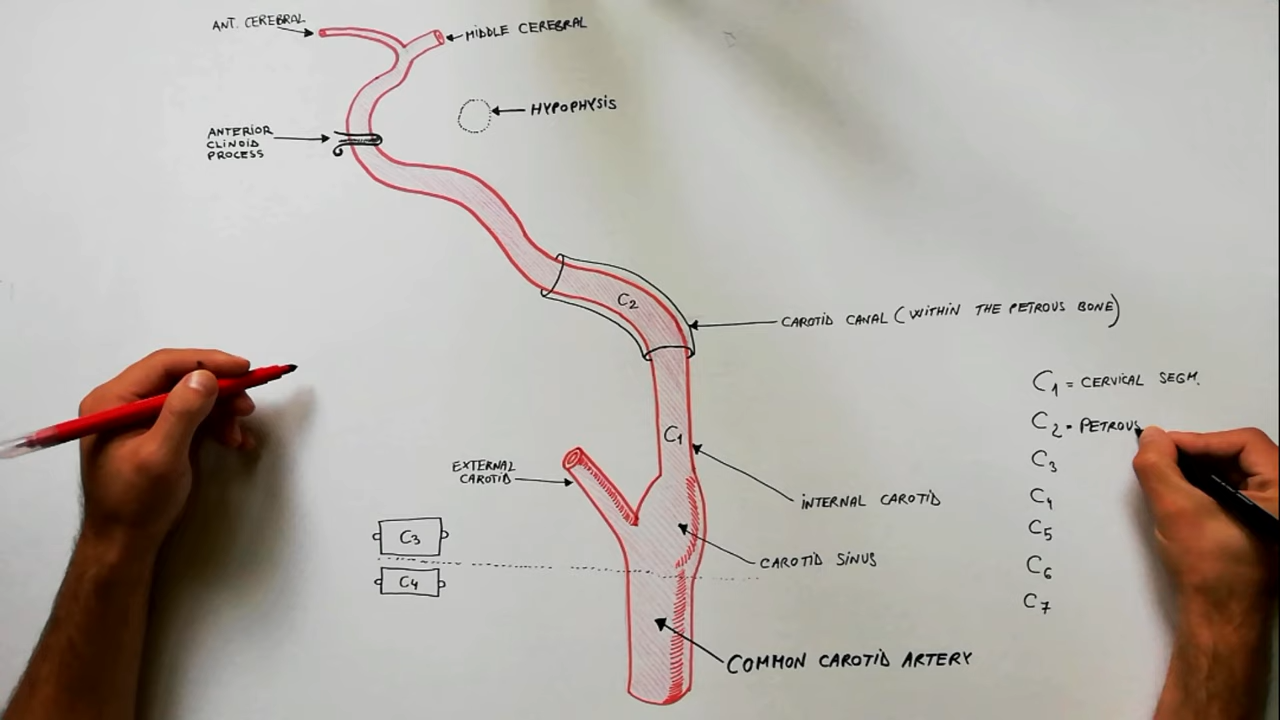 ANT. CEREBRAL
MIDDLE CEREBRAL
HYPOPHYSIS
ANTERIOR
CLINOID
PROCESS
C2
CAROTID CANAL (WITHIN THE PETROUS BONE)
C1 = CERVICAL SEGM.
C2 = PETROUS
C3
C4
C5
C6
C7
C1
EXTERNAL
CAROTID
INTERNAL CAROTID
CAROTID SINUS
C3
C4
COMMON CAROTID ARTERY